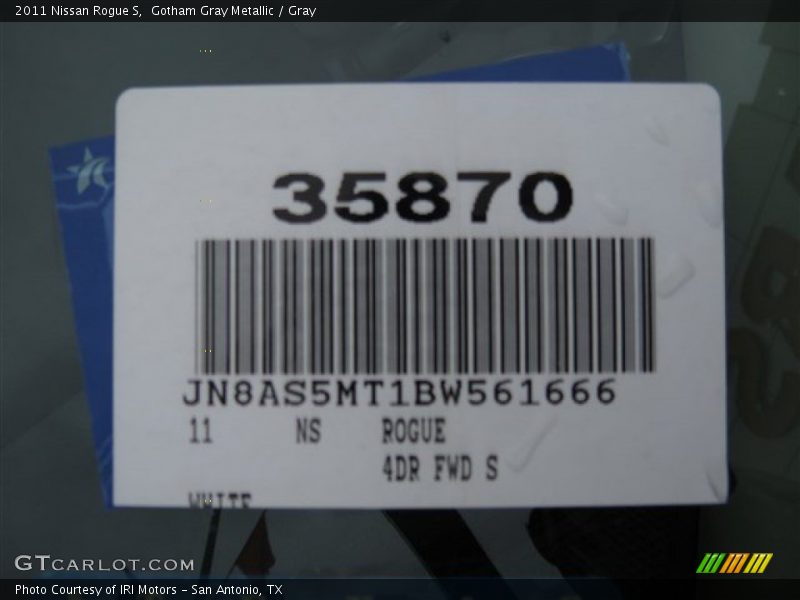 2011 Nissan Rogue S,  Gotham Gray Metallic / Gray
35870
JN8AS5MT1BW561666
11 NS ROGUE
4DR FWD S
WHITE
GTCARLOT.COM
Photo Courtesy of IRI Motors - San Antonio, TX